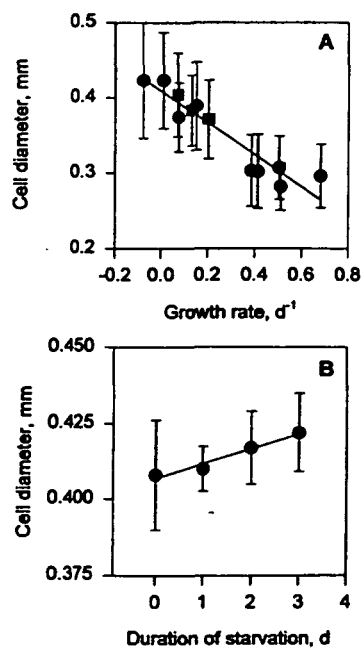 A
0.5
0.4
0.3
0.2
Cell diameter, mm
-0.2 0.0 0.2 0.4 0.6 0.8
Growth rate, d-1
B
0.450
0.425
0.400
0.375
Cell diameter, mm
0 1 2 3 4
Duration of starvation, d